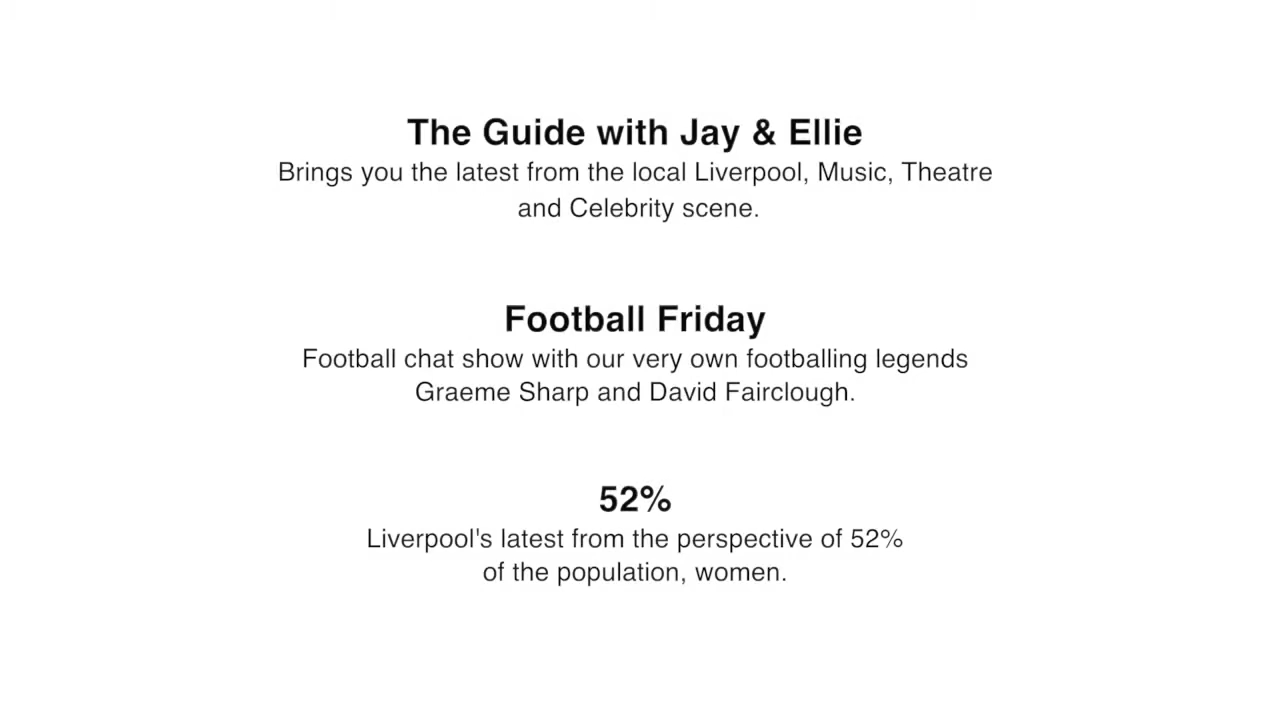 The Guide with Jay & Ellie
Brings you the latest from the local Liverpool, Music, Theatre
and Celebrity scene.
Football Friday
Football chat show with our very own footballing legends
Graeme Sharp and David Fairclough.
52%
Liverpool's latest from the perspective of 52%
of the population, women.